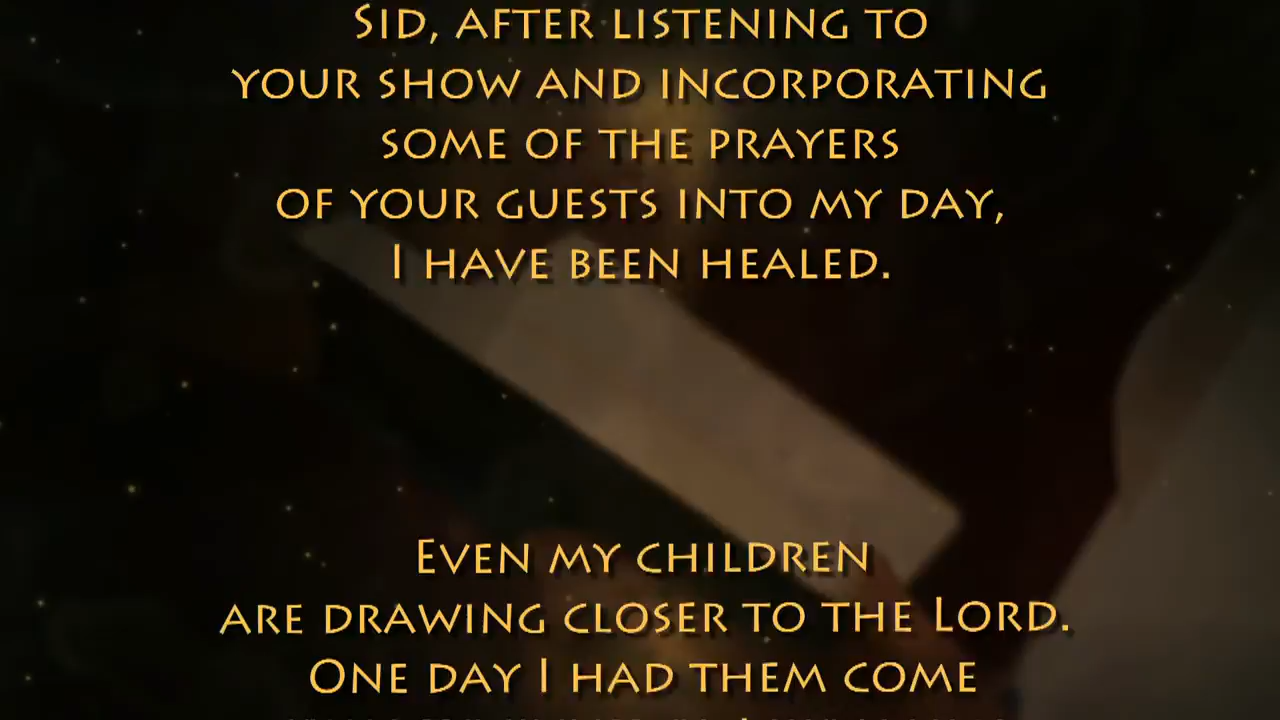 Sid, after listening to
your show and incorporating
some of the prayers
of your guests into my day,
I have been healed.
Even my children
are drawing closer to the Lord.
One day I had them come